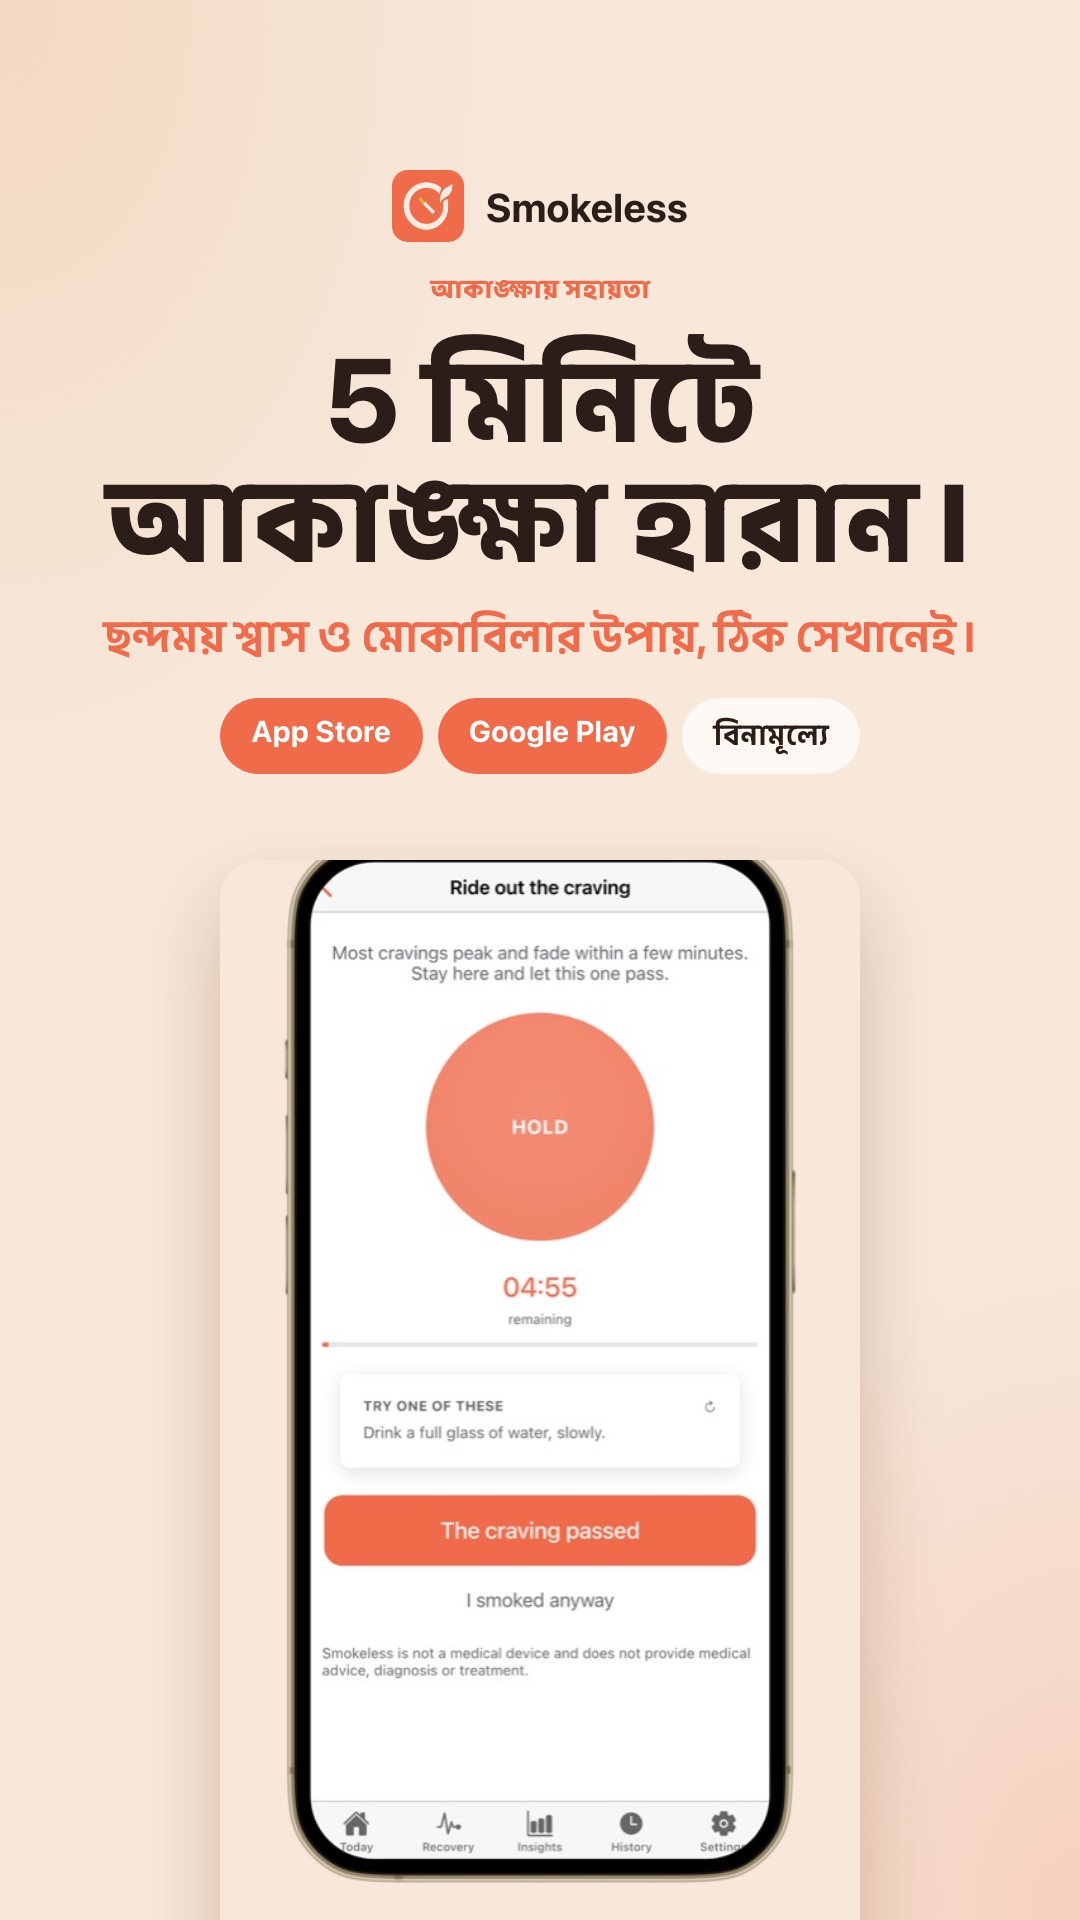 Smokeless
আকাঙ্ক্ষায় সহায়তা
5 মিনিটে
আকাঙ্ক্ষা হারান।
ছন্দময় শ্বাস ও মোকাবিলার উপায়, ঠিক সেখানেই।
App Store
Google Play
বিনামূল্যে
Ride out the craving
Most cravings peak and fade within a few minutes.
Stay here and let this one pass.
HOLD
04:55
remaining
TRY ONE OF THESE
Drink a full glass of water, slowly.
The craving passed
I smoked anyway
Smokeless is not a medical device and does not provide medical
advice, diagnosis or treatment.
Today
Recovery
Insights
History
Settings